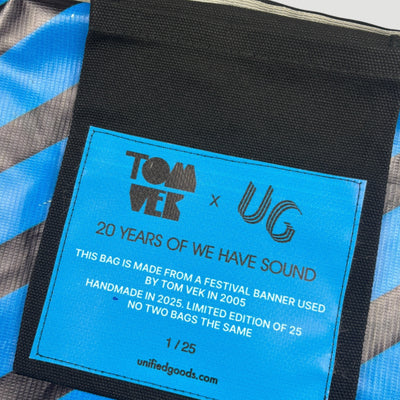 TOM VEK x UG
20 YEARS OF WE HAVE SOUND
THIS BAG IS MADE FROM A FESTIVAL BANNER USED
BY TOM VEK IN 2005
HANDMADE IN 2025. LIMITED EDITION OF 25
NO TWO BAGS THE SAME
1 / 25
unifiedgoods.com